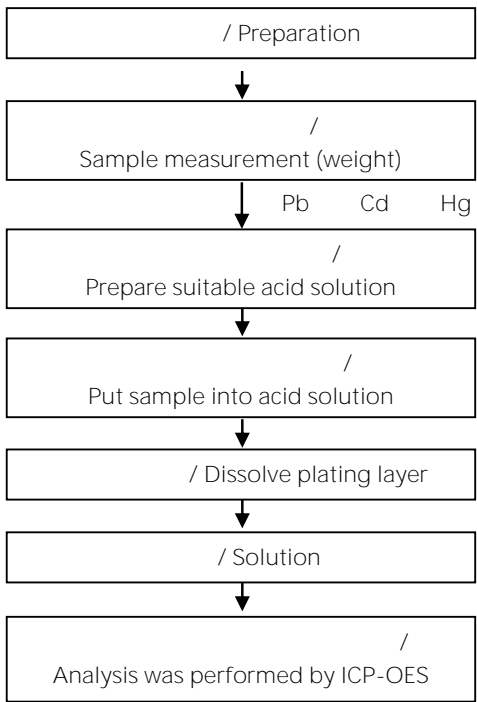 / Preparation
/
Sample measurement (weight)
Pb Cd Hg
/
Prepare suitable acid solution
/
Put sample into acid solution
/ Dissolve plating layer
/ Solution
/
Analysis was performed by ICP-OES